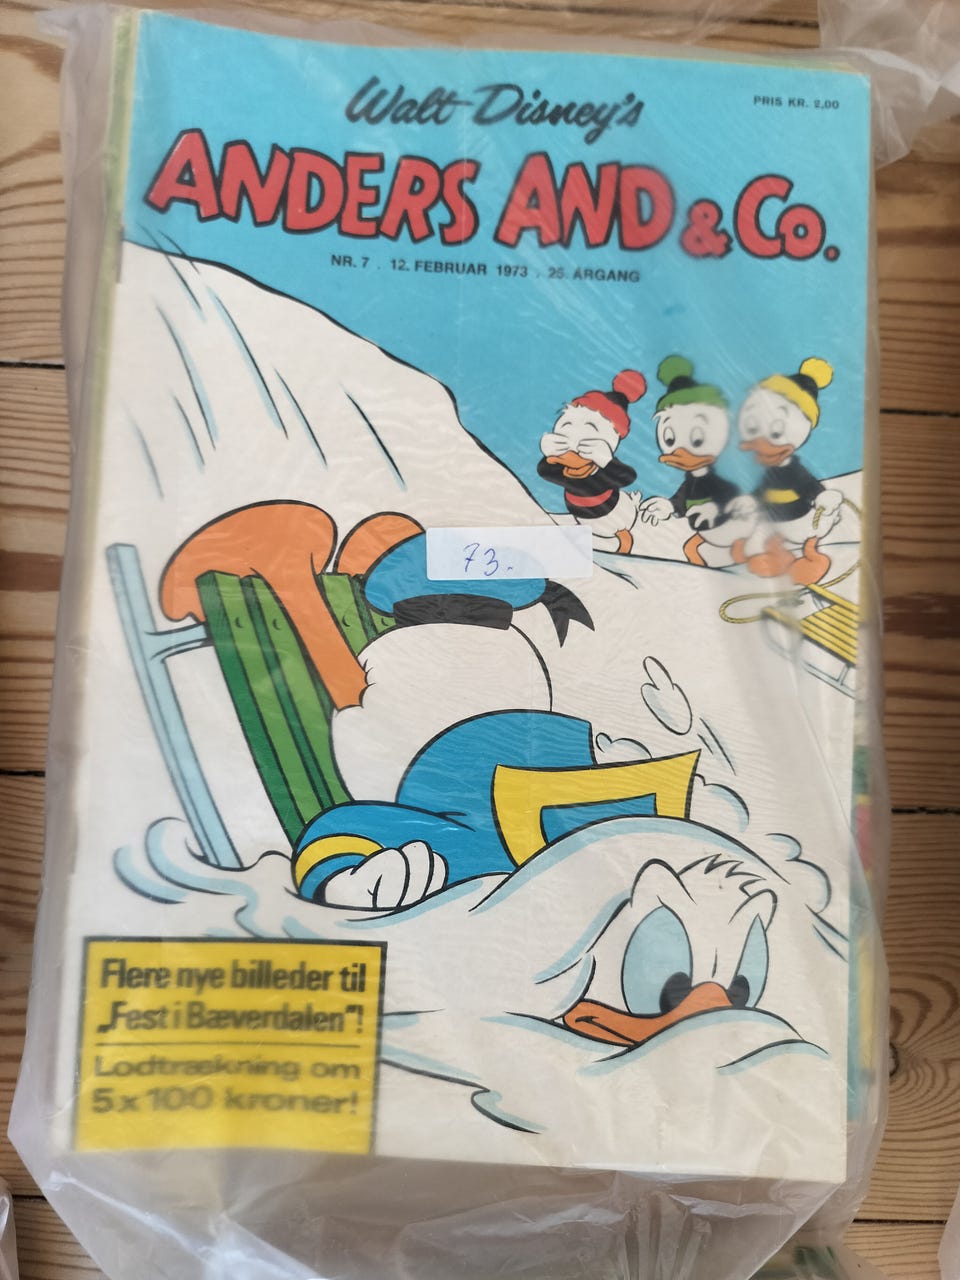 Walt Disney's
PRIS KR. 2,00
ANDERS AND & Co.
NR. 7 . 12. FEBRUAR 1973 . 25. ARGANG
73.
Flere nye billeder til
„Fest i Bæverdalen"!
Lodtrækning om
5 x 100 kroner!